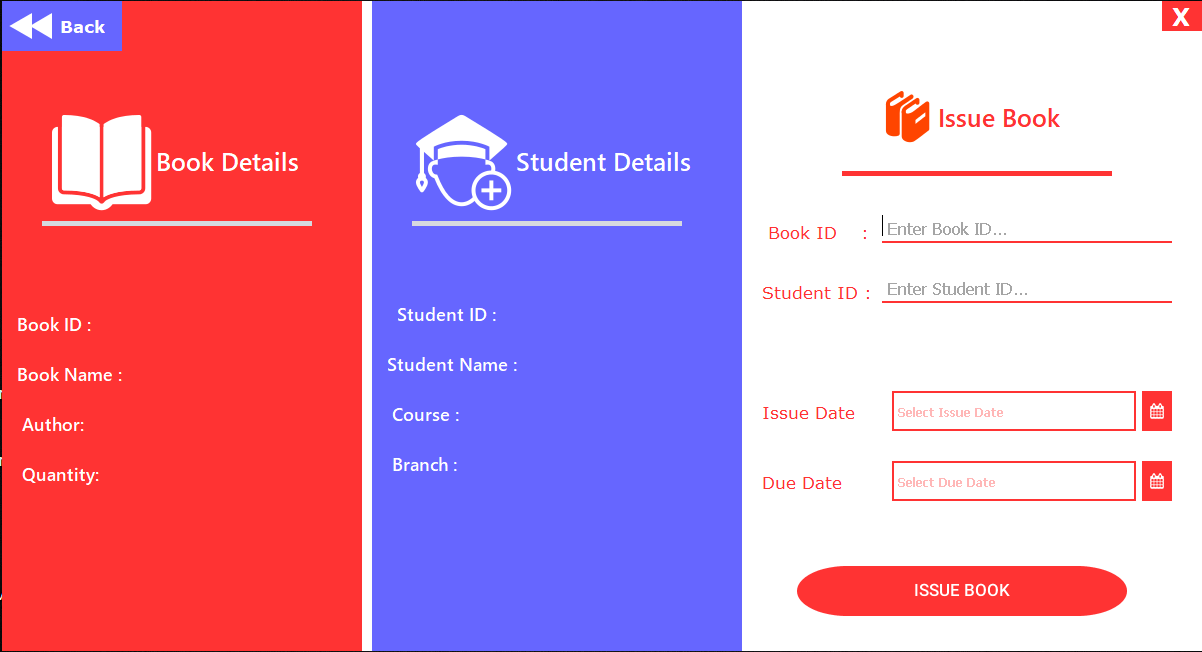 Back
Book Details
Book ID :
Book Name :
Author:
Quantity:
Student Details
Student ID :
Student Name :
Course :
Branch :
X
Issue Book
Book ID : Enter Book ID...
Student ID : Enter Student ID...
Issue Date Select Issue Date
Due Date Select Due Date
ISSUE BOOK